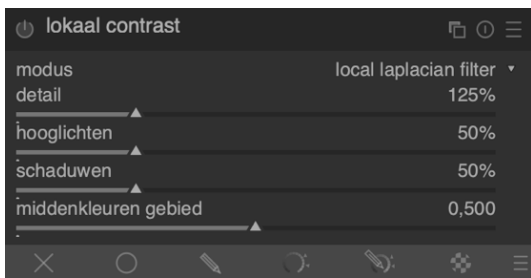 lokaal contrast
modus local laplacian filter
detail 125%
hooglichten 50%
schaduwen 50%
middenkleuren gebied 0,500